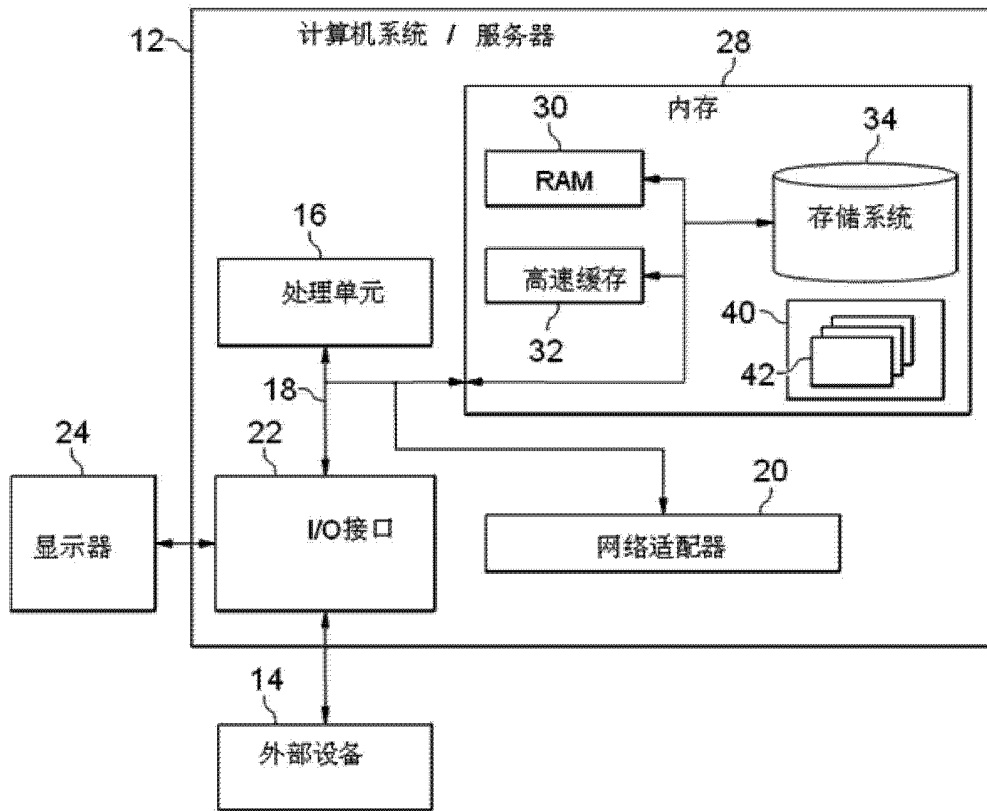 12
计算机系统 / 服务器
28
内存
30
RAM
34
存储系统
16
处理单元
高速缓存
32
40
42
18
24
显示器
22
I/O接口
20
网络适配器
14
外部设备